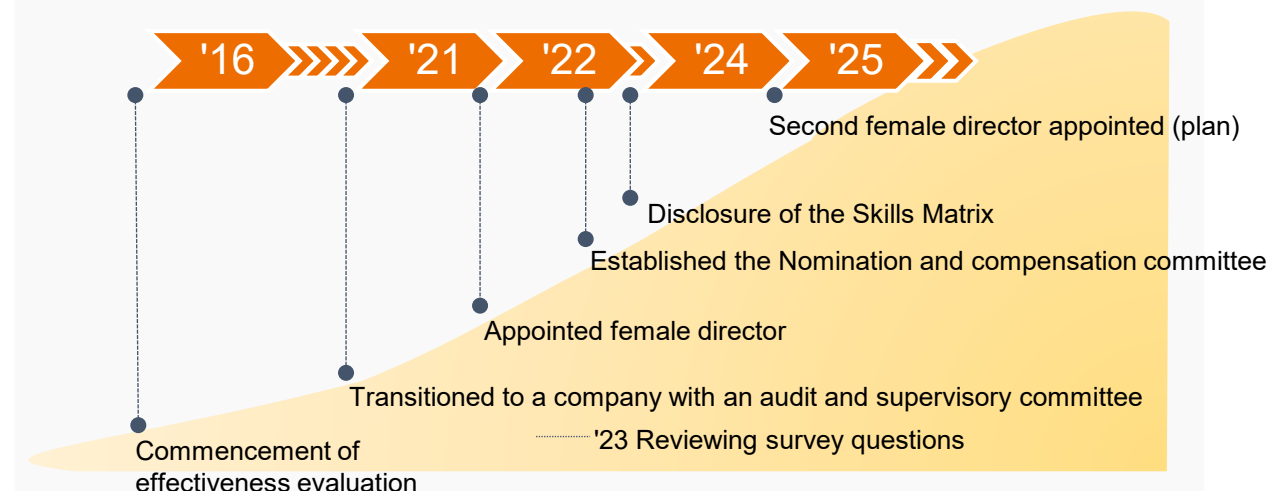 '16 '21 '22 '24 '25
Second female director appointed (plan)
Disclosure of the Skills Matrix
Established the Nomination and compensation committee
Appointed female director
Transitioned to a company with an audit and supervisory committee
'23 Reviewing survey questions
Commencement of
effectiveness evaluation